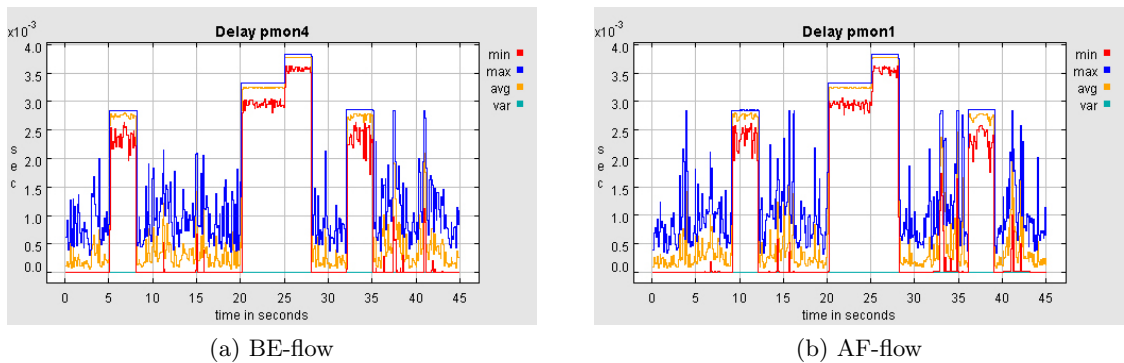 Delay pmon4
x10⁻³
4.0
3.5
3.0
2.5
2.0
1.5
1.0
0.5
0.0
sec
0 5 10 15 20 25 30 35 40 45
time in seconds
min
max
avg
var
(a) BE-flow
Delay pmon1
x10⁻³
4.0
3.5
3.0
2.5
2.0
1.5
1.0
0.5
0.0
sec
0 5 10 15 20 25 30 35 40 45
time in seconds
min
max
avg
var
(b) AF-flow